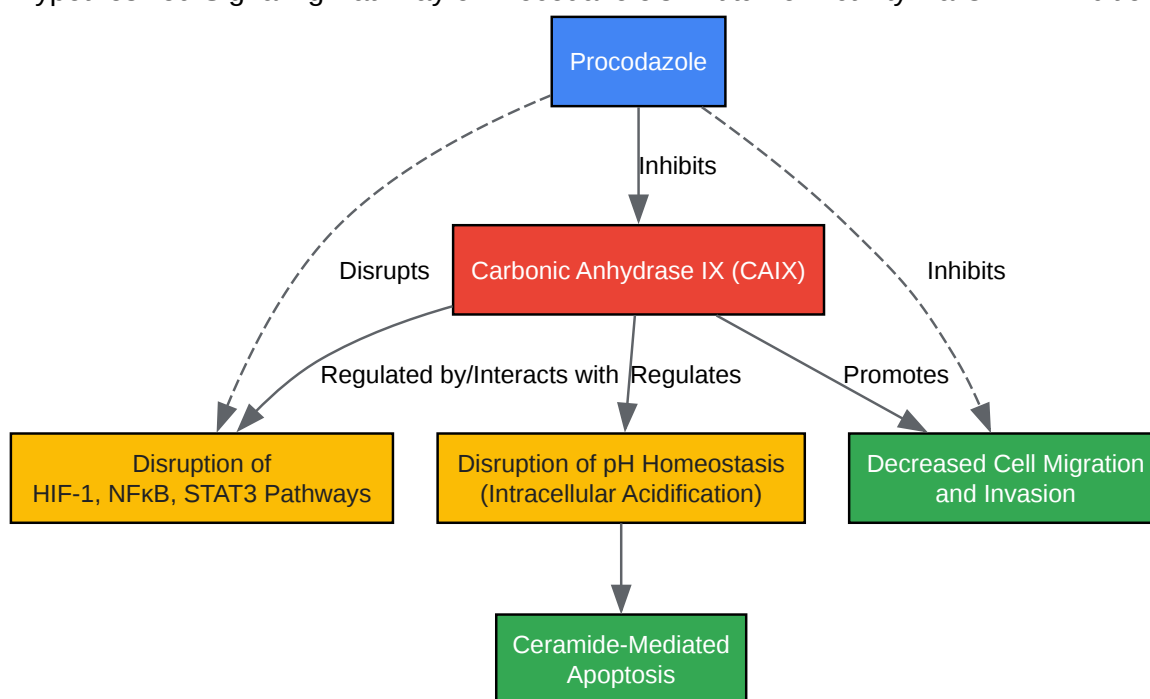 Procodazole
Inhibits
Carbonic Anhydrase IX (CAIX)
Disrupts
Inhibits
Regulated by/Interacts with
Regulates
Promotes
Disruption of
HIF-1, NFκB, STAT3 Pathways
Disruption of pH Homeostasis
(Intracellular Acidification)
Decreased Cell Migration
and Invasion
Ceramide-Mediated
Apoptosis